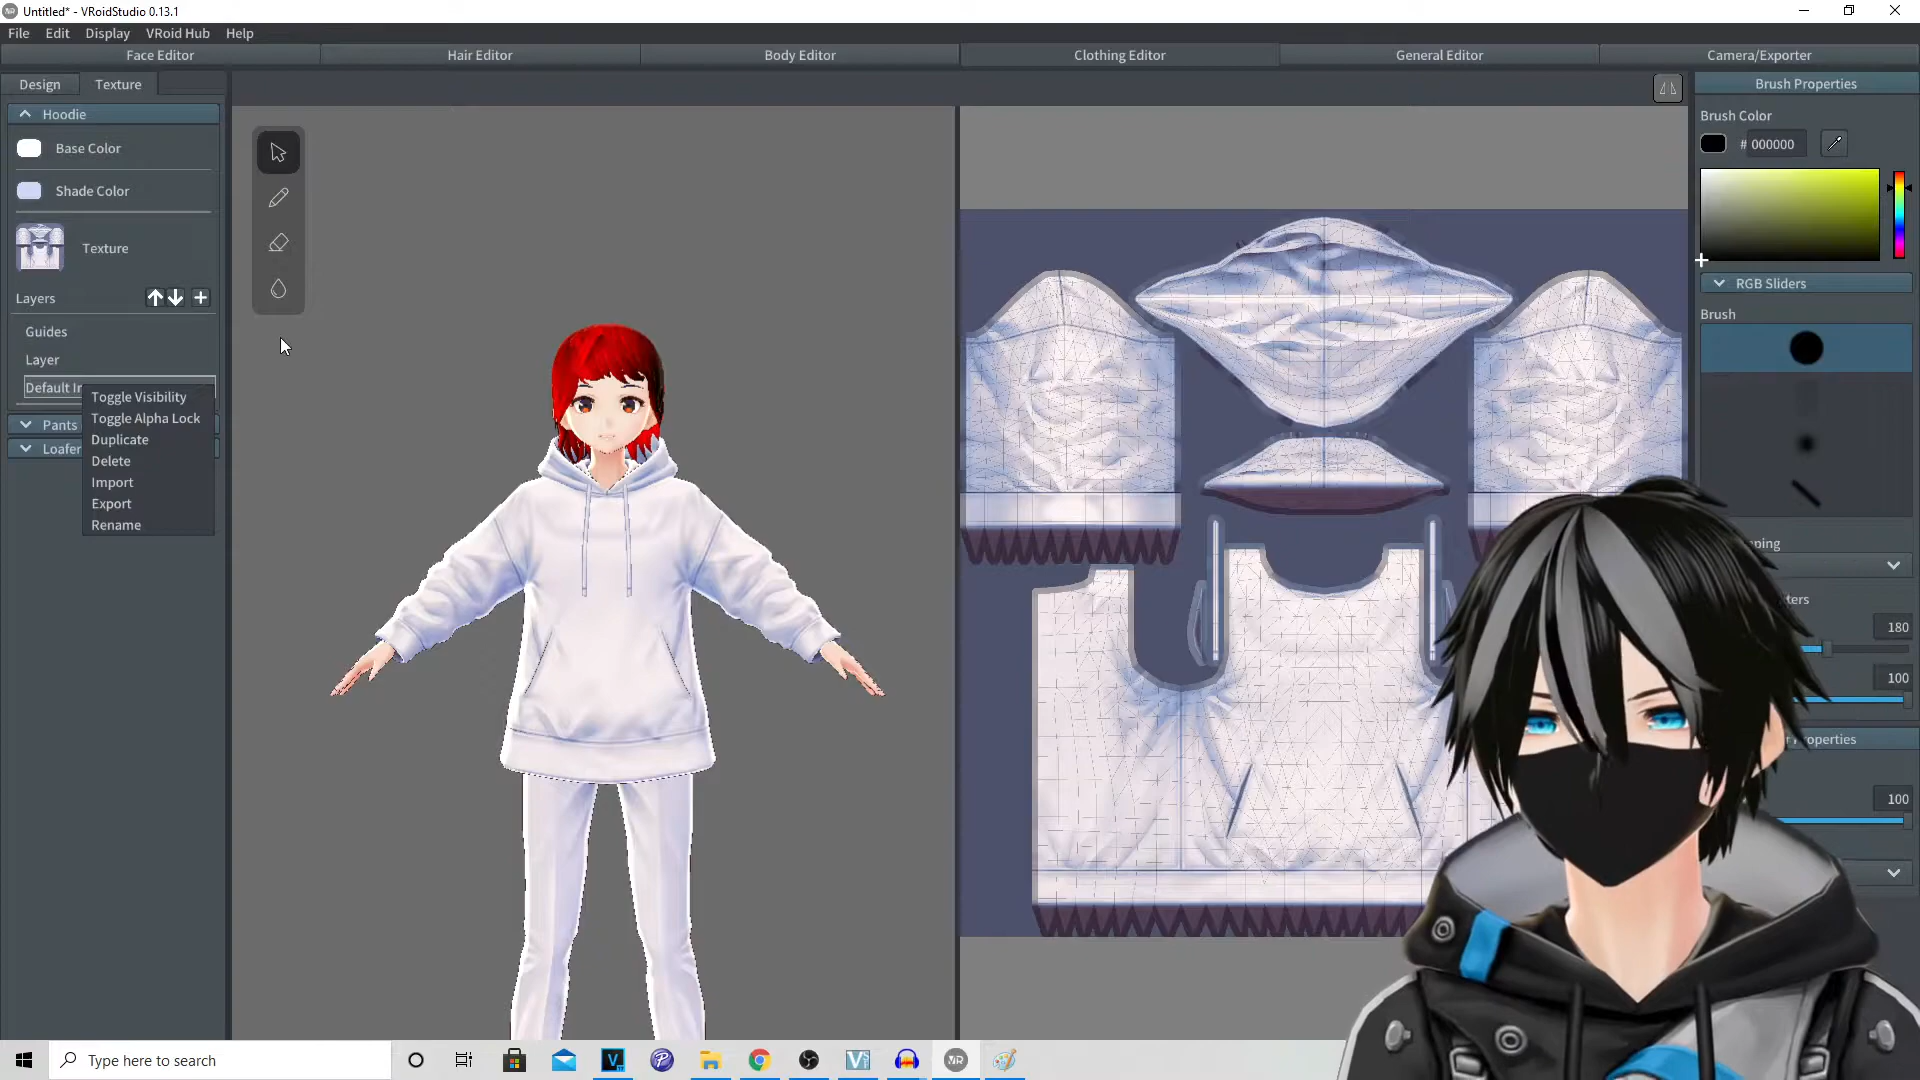 Untitled* - VRoidStudio 0.13.1
File Edit Display VRoid Hub Help
Face Editor Hair Editor Body Editor Clothing Editor General Editor Camera/Exporter
Design Texture
Hoodie
Base Color
Shade Color
Texture
Layers
Guides
Layer
Default
Toggle Visibility
Toggle Alpha Lock
Duplicate
Delete
Import
Export
Rename
Pants
Loafer
Brush Properties
Brush Color
# 000000
RGB Sliders
Brush
180
100
Properties
100
Type here to search